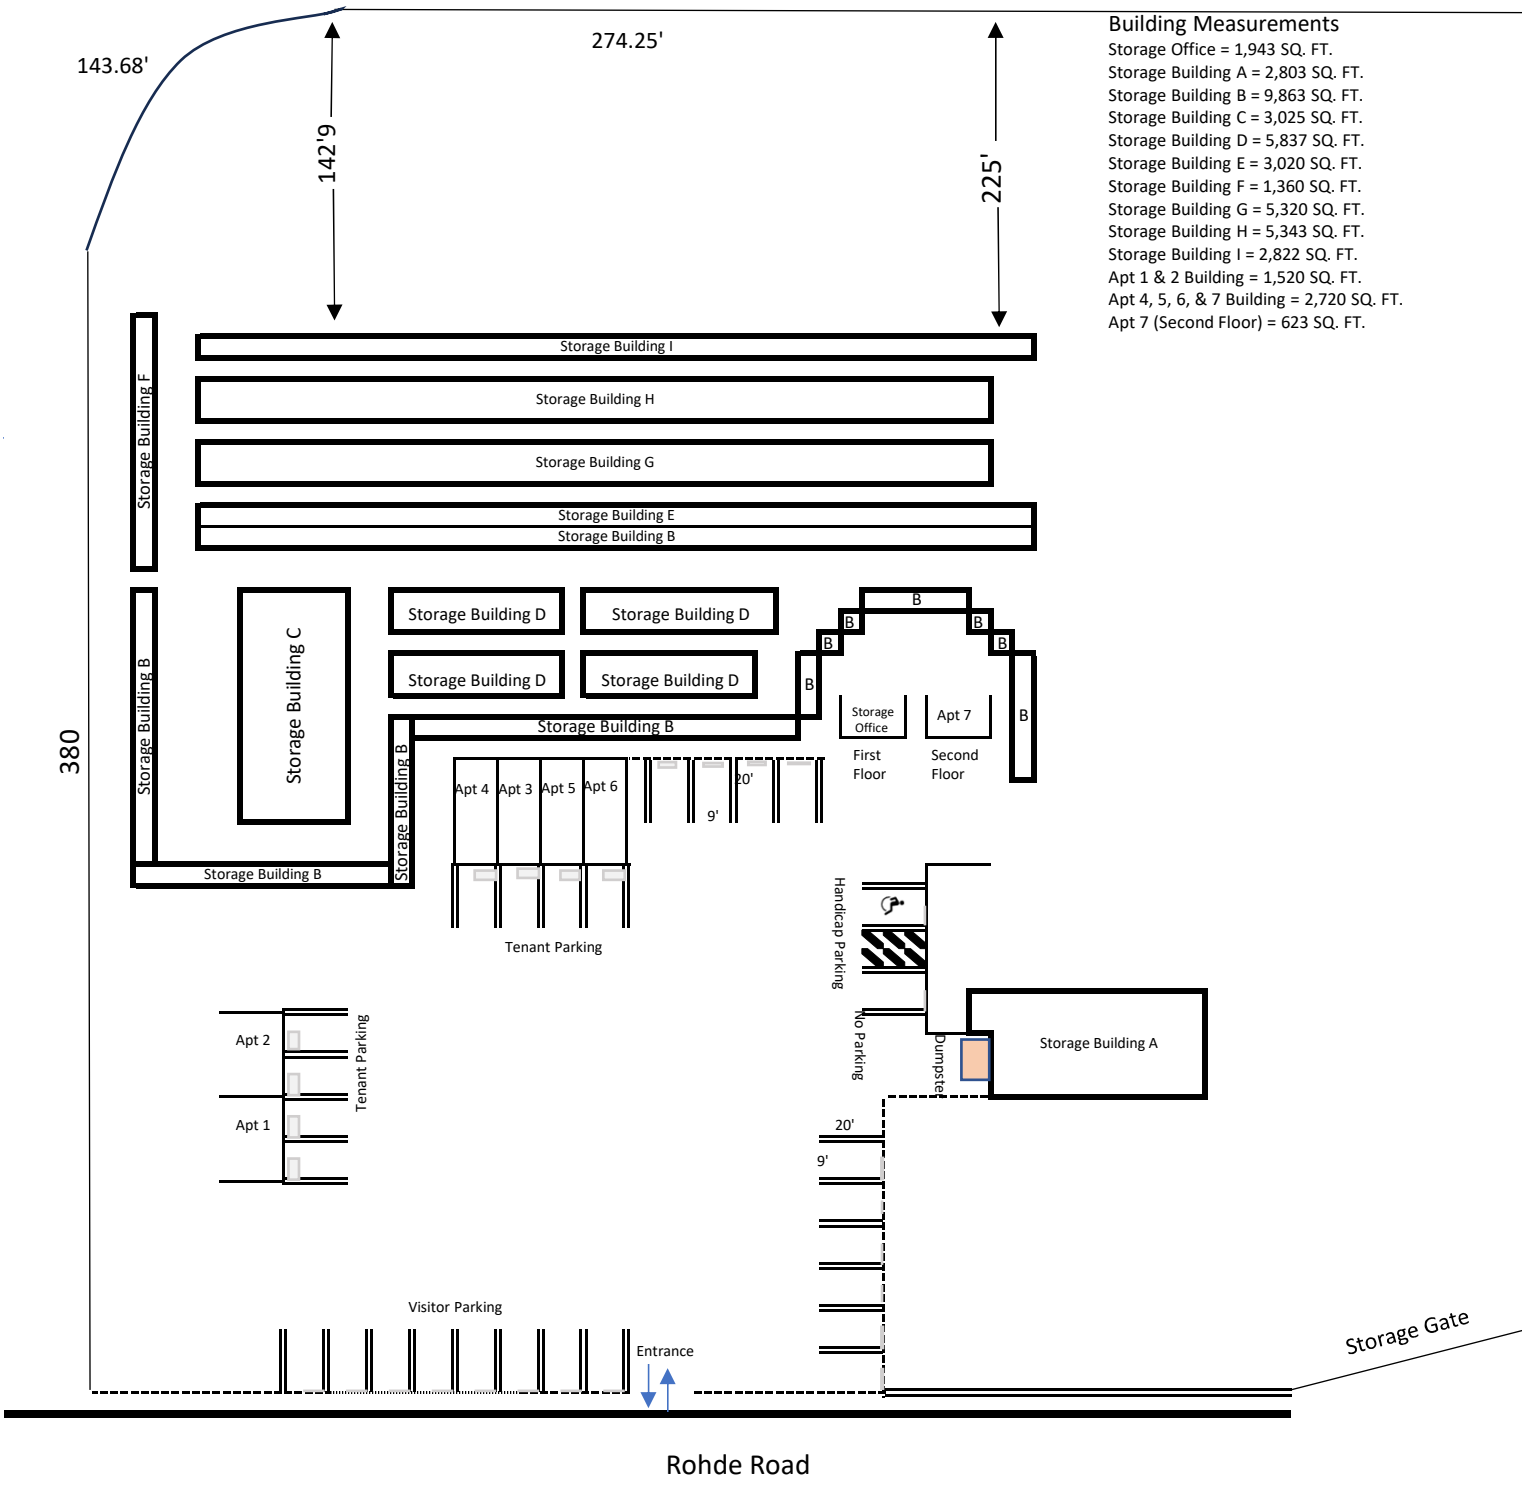 143.68'
274.25'
142'9
225'
Building Measurements
Storage Office = 1,943 SQ. FT.
Storage Building A = 2,803 SQ. FT.
Storage Building B = 9,863 SQ. FT.
Storage Building C = 3,025 SQ. FT.
Storage Building D = 5,837 SQ. FT.
Storage Building E = 3,020 SQ. FT.
Storage Building F = 1,360 SQ. FT.
Storage Building G = 5,320 SQ. FT.
Storage Building H = 5,343 SQ. FT.
Storage Building I = 2,822 SQ. FT.
Apt 1 & 2 Building = 1,520 SQ. FT.
Apt 4, 5, 6, & 7 Building = 2,720 SQ. FT.
Apt 7 (Second Floor) = 623 SQ. FT.
Storage Building F
Storage Building I
Storage Building H
Storage Building G
Storage Building E
Storage Building B
Storage Building B
Storage Building C
Storage Building D
Storage Building D
Storage Building D
Storage Building D
B
B
B
B
B
B
B
Storage Building B
Storage Building B
Storage Building B
Storage
Office
Apt 7
First
Floor
Second
Floor
380
Apt 4
Apt 3
Apt 5
Apt 6
20'
9'
Tenant Parking
Handicap Parking
No Parking
Dumpster
Storage Building A
Apt 2
Apt 1
Tenant Parking
20'
9'
Visitor Parking
Entrance
Storage Gate
Rohde Road